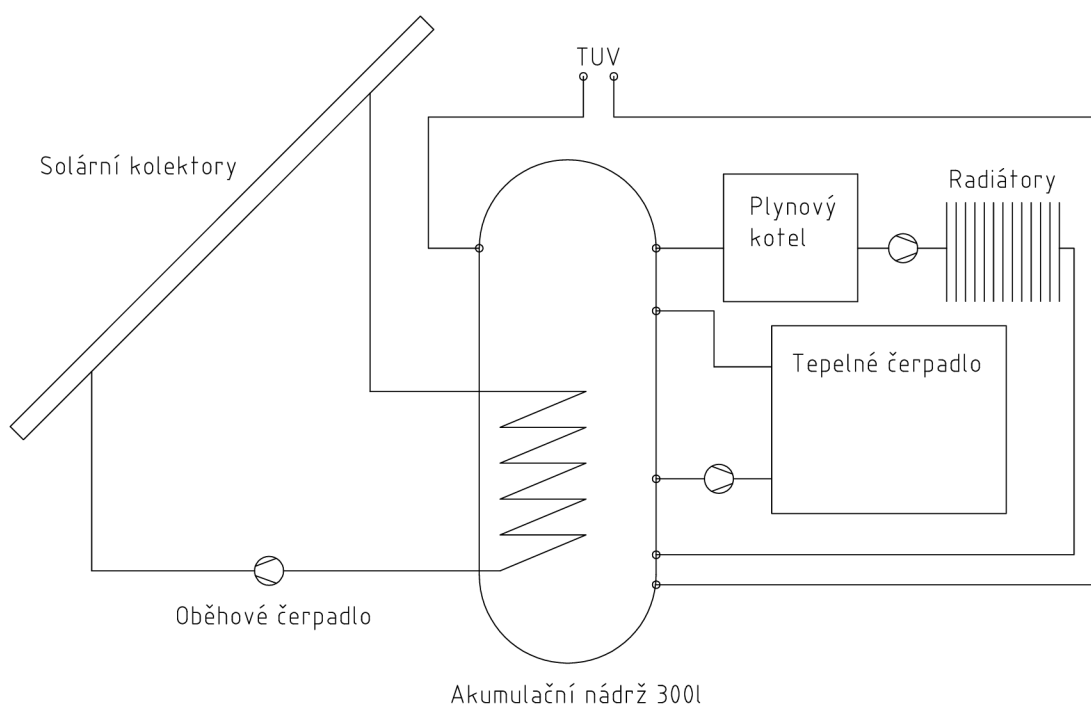 TUV
Solární kolektory
Plynový
kotel
Radiátory
Tepelné čerpadlo
Oběhové čerpadlo
Akumulační nádrž 300l